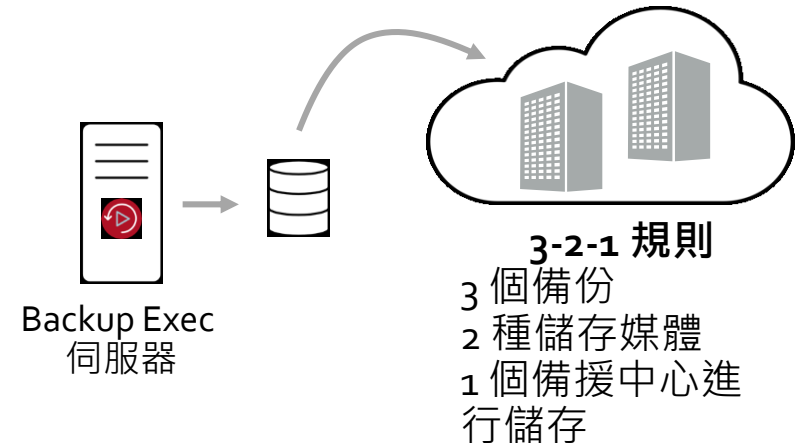 Backup Exec
伺服器
3-2-1 規則
3 個備份
2 種儲存媒體
1 個備援中心進
行儲存